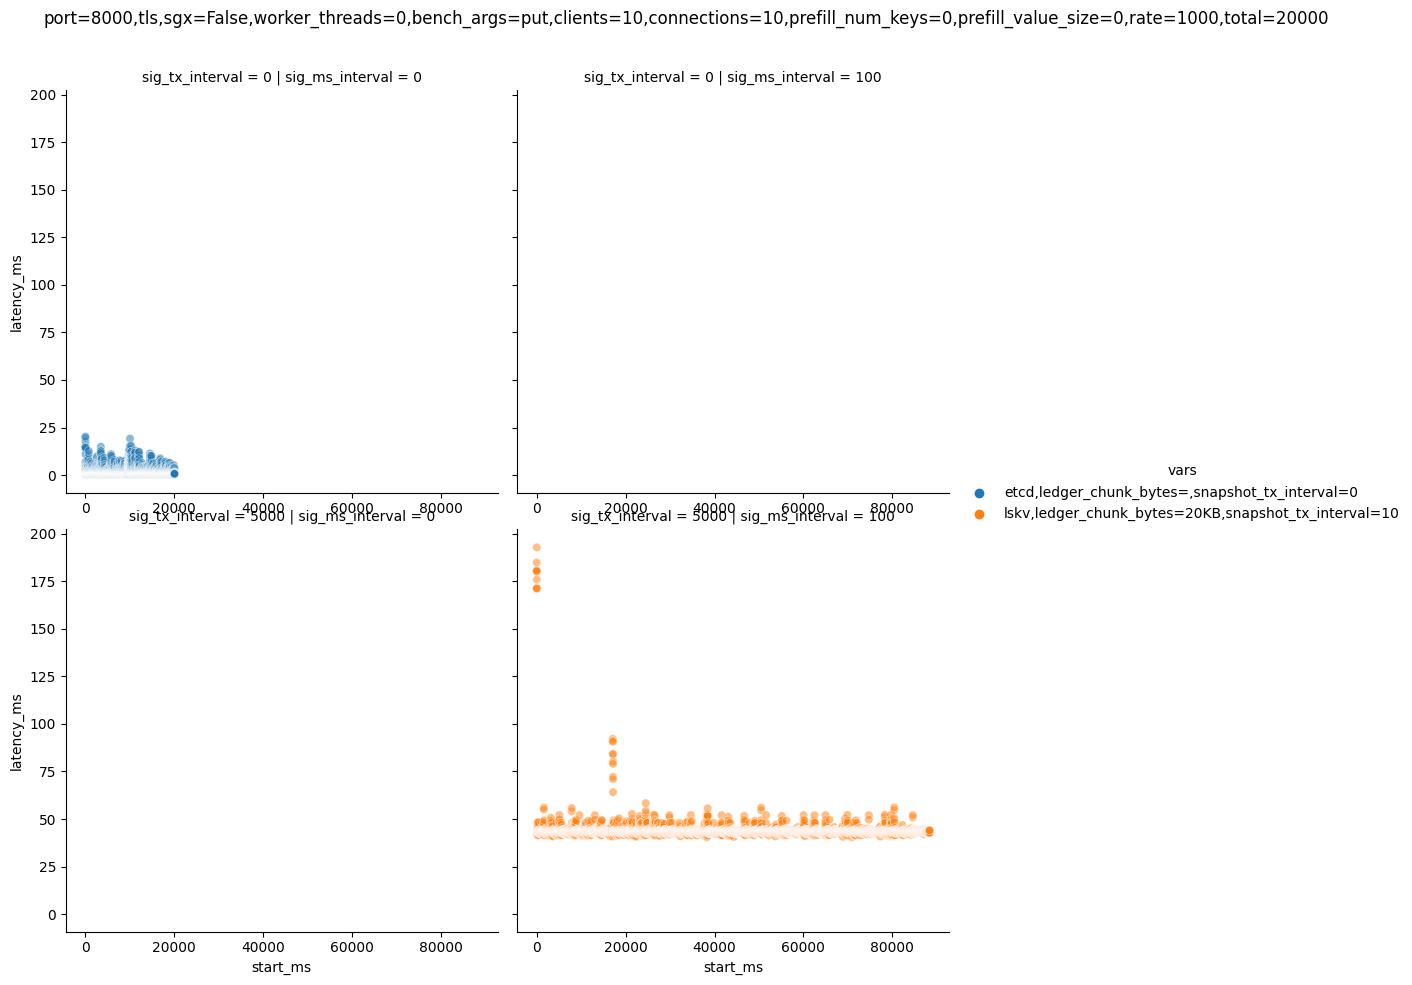 port=8000,tls,sgx=False,worker_threads=0,bench_args=put,clients=10,connections=10,prefill_num_keys=0,prefill_value_size=0,rate=1000,total=20000
sig_tx_interval = 0 | sig_ms_interval = 0
sig_tx_interval = 0 | sig_ms_interval = 100
200
175
150
125
100
75
50
25
0
latency_ms
0 20000 40000 60000 80000
0 20000 40000 60000 80000
vars
etcd,ledger_chunk_bytes=,snapshot_tx_interval=0
lskv,ledger_chunk_bytes=20KB,snapshot_tx_interval=10
sig_tx_interval = 5000 | sig_ms_interval = 0
sig_tx_interval = 5000 | sig_ms_interval = 100
200
175
150
125
100
75
50
25
0
latency_ms
0 20000 40000 60000 80000
0 20000 40000 60000 80000
start_ms
start_ms